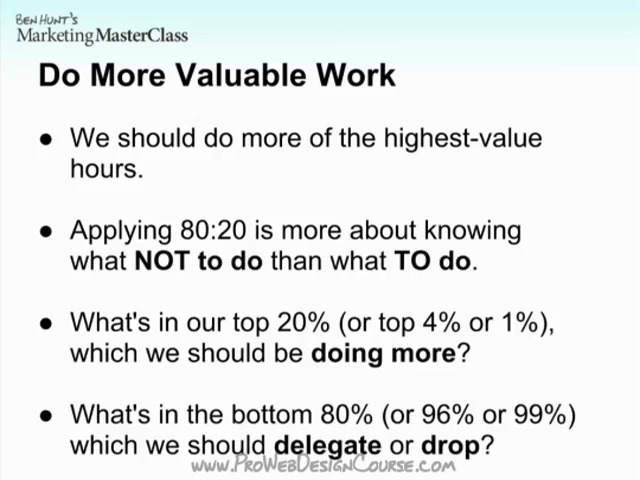 BEN HUNT'S
Marketing MasterClass
Do More Valuable Work
● We should do more of the highest-value
hours.
● Applying 80:20 is more about knowing
what NOT to do than what TO do.
● What's in our top 20% (or top 4% or 1%),
which we should be doing more?
● What's in the bottom 80% (or 96% or 99%)
which we should delegate or drop?
www.ProWebDesignCourse.com